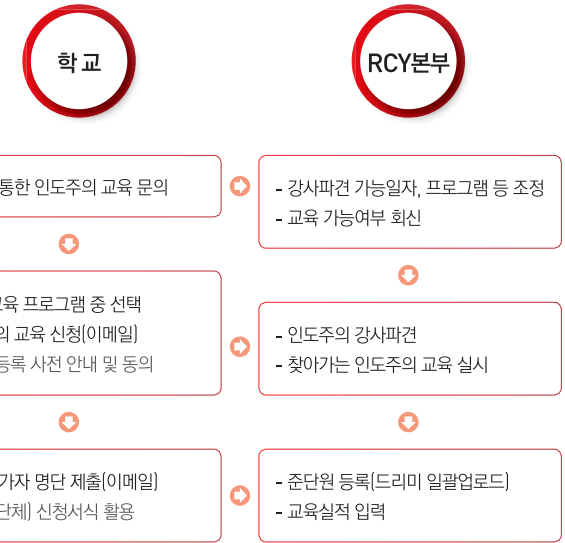 학교
RCY본부
통한 인도주의 교육 문의
- 강사파견 가능일자, 프로그램 등 조정
- 교육 가능여부 회신
프로그램 중 선택
교육 신청(이메일)
등록 사전 안내 및 동의
- 인도주의 강사파견
- 찾아가는 인도주의 교육 실시
가자 명단 제출(이메일)
단체) 신청서식 활용
- 준단원 등록(드리미 일괄업로드)
- 교육실적 입력